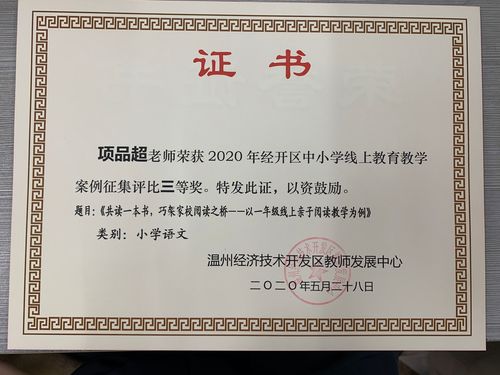 证书
项品超老师荣获 2020 年经开区中小学线上教育教学
案例征集评比三等奖。特发此证，以资鼓励。
题目：《共读一本书，巧架家校阅读之桥——以一年级线上亲子阅读教学为例》
类别：小学语文
温州经济技术开发区教师发展中心
二〇二〇年五月二十八日